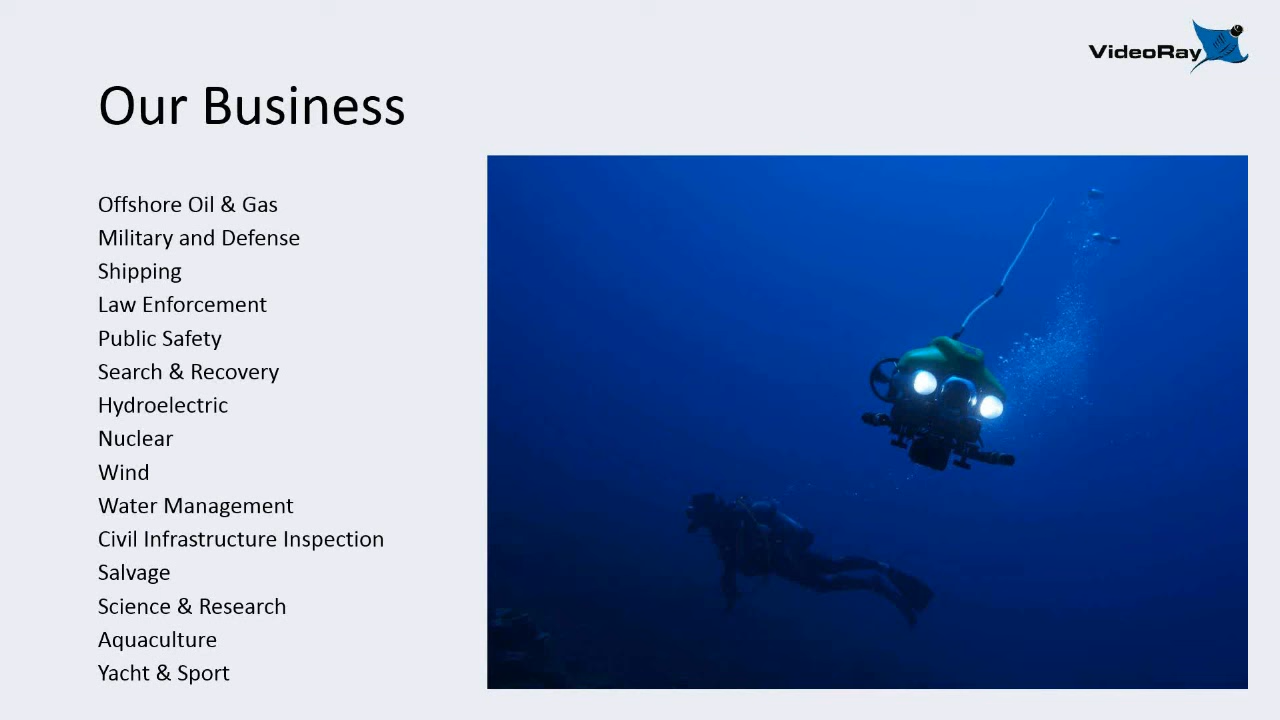 VideoRay
Our Business
Offshore Oil & Gas
Military and Defense
Shipping
Law Enforcement
Public Safety
Search & Recovery
Hydroelectric
Nuclear
Wind
Water Management
Civil Infrastructure Inspection
Salvage
Science & Research
Aquaculture
Yacht & Sport